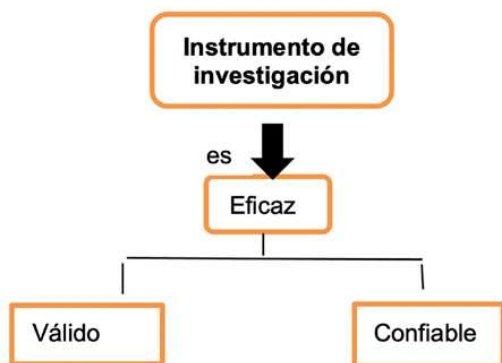 Instrumento de
investigación
es
Eficaz
Válido
Confiable